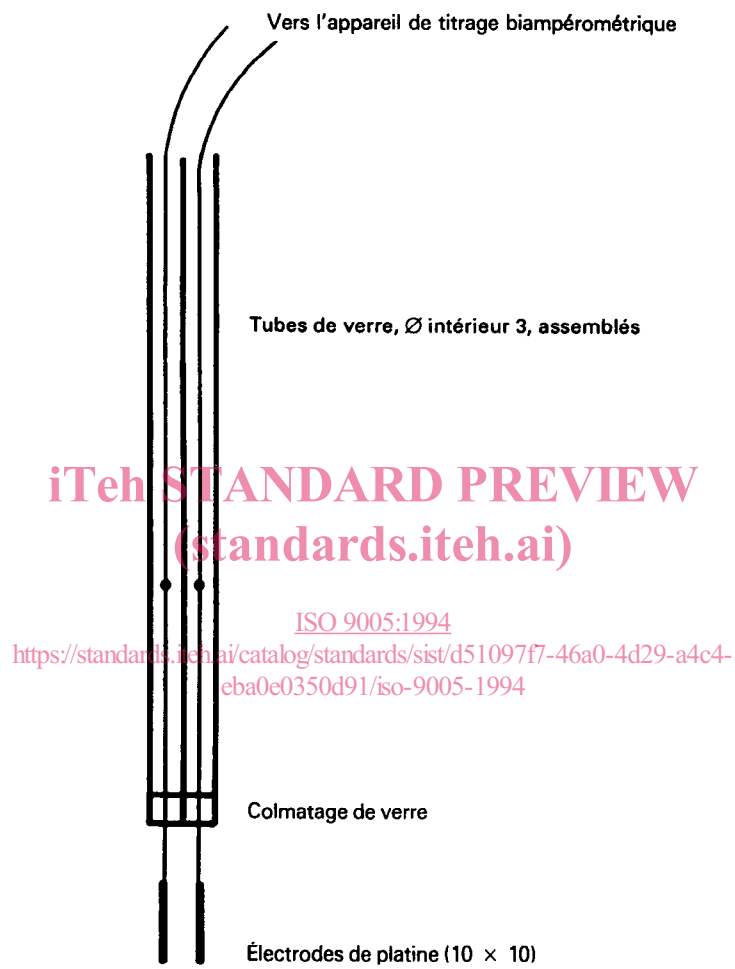 Vers l'appareil de titrage biampérométrique
Tubes de verre, Ø intérieur 3, assemblés
iTeh STANDARD PREVIEW
(standards.iteh.ai)
ISO 9005:1994
https://standards.iteh.ai/catalog/standards/sist/d51097f7-46a0-4d29-a4c4-
eba0e0350d91/iso-9005-1994
Colmatage de verre
Électrodes de platine (10 × 10)